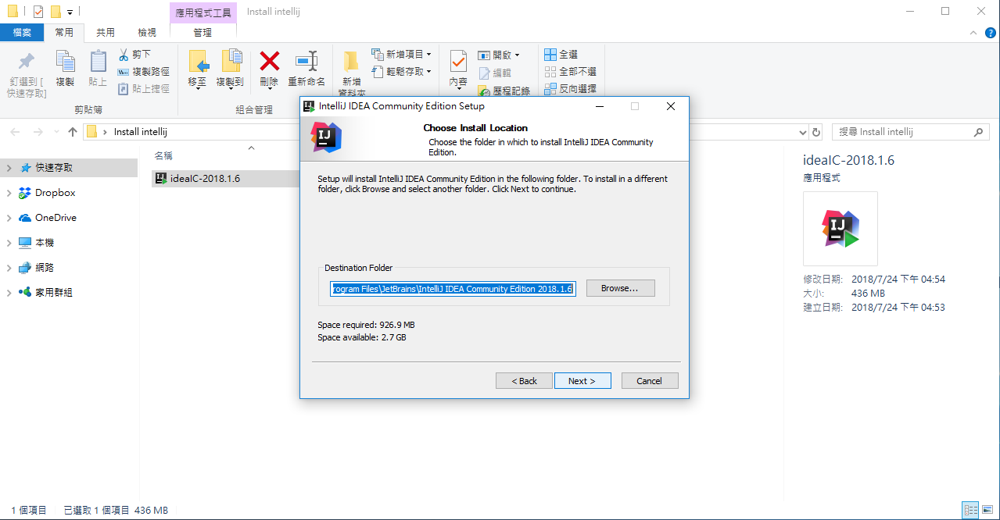 應用程式工具
Install intellij
檔案
常用
共用
檢視
管理
釘選到 [
快速存取]
複製
貼上
剪下
複製路徑
貼上捷徑
剪貼簿
移至
複製到
刪除
重新命名
組合管理
新增
資料夾
新增項目
輕鬆存取
內容
開啟
編輯
歷程記錄
全選
全部不選
反向選擇
Install intellij
搜尋 Install intellij
快速存取
Dropbox
OneDrive
本機
網路
家用群組
名稱
ideaIC-2018.1.6
IntelliJ IDEA Community Edition Setup
IJ
Choose Install Location
Choose the folder in which to install IntelliJ IDEA Community
Edition.
Setup will install IntelliJ IDEA Community Edition in the following folder. To install in a different
folder, click Browse and select another folder. Click Next to continue.
Destination Folder
rogram Files\JetBrains\IntelliJ IDEA Community Edition 2018.1.6
Browse...
Space required: 926.9 MB
Space available: 2.7 GB
< Back
Next >
Cancel
ideaIC-2018.1.6
應用程式
IJ
修改日期: 2018/7/24 下午 04:54
大小: 436 MB
建立日期: 2018/7/24 下午 04:53
1 個項目
已選取 1 個項目 436 MB